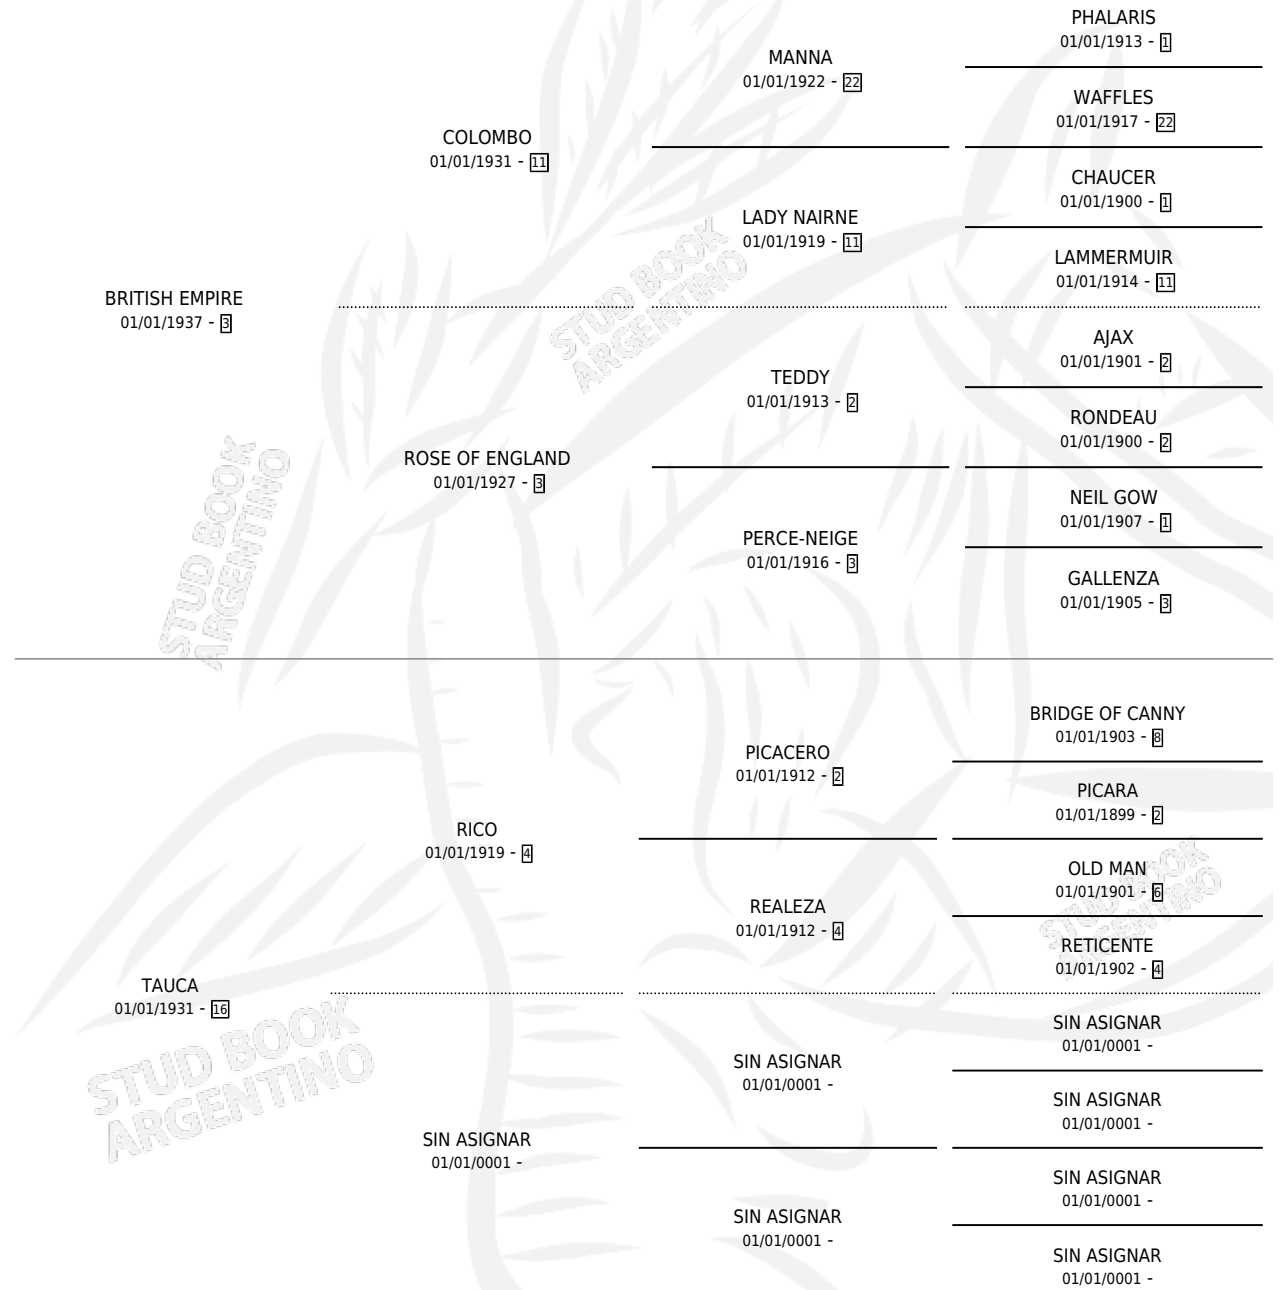 PHALARIS
01/01/1913 - 1
MANNA
01/01/1922 - 22
WAFFLES
01/01/1917 - 22
COLOMBO
01/01/1931 - 11
CHAUCER
01/01/1900 - 1
LADY NAIRNE
01/01/1919 - 11
LAMMERMUIR
01/01/1914 - 11
BRITISH EMPIRE
01/01/1937 - 3
AJAX
01/01/1901 - 2
TEDDY
01/01/1913 - 2
RONDEAU
01/01/1900 - 2
ROSE OF ENGLAND
01/01/1927 - 3
NEIL GOW
01/01/1907 - 1
PERCE-NEIGE
01/01/1916 - 3
GALLENZA
01/01/1905 - 3
BRIDGE OF CANNY
01/01/1903 - 8
PICACERO
01/01/1912 - 2
PICARA
01/01/1899 - 2
RICO
01/01/1919 - 4
OLD MAN
01/01/1901 - 6
REALEZA
01/01/1912 - 4
RETICENTE
01/01/1902 - 4
TAUCA
01/01/1931 - 16
SIN ASIGNAR
01/01/0001 -
SIN ASIGNAR
01/01/0001 -
SIN ASIGNAR
01/01/0001 -
SIN ASIGNAR
01/01/0001 -
SIN ASIGNAR
01/01/0001 -
SIN ASIGNAR
01/01/0001 -
SIN ASIGNAR
01/01/0001 -
STUD BOOK
ARGENTINO
STUD BOOK
ARGENTINO
STUD BOOK
ARGENTINO
STUD BOOK
ARGENTINO